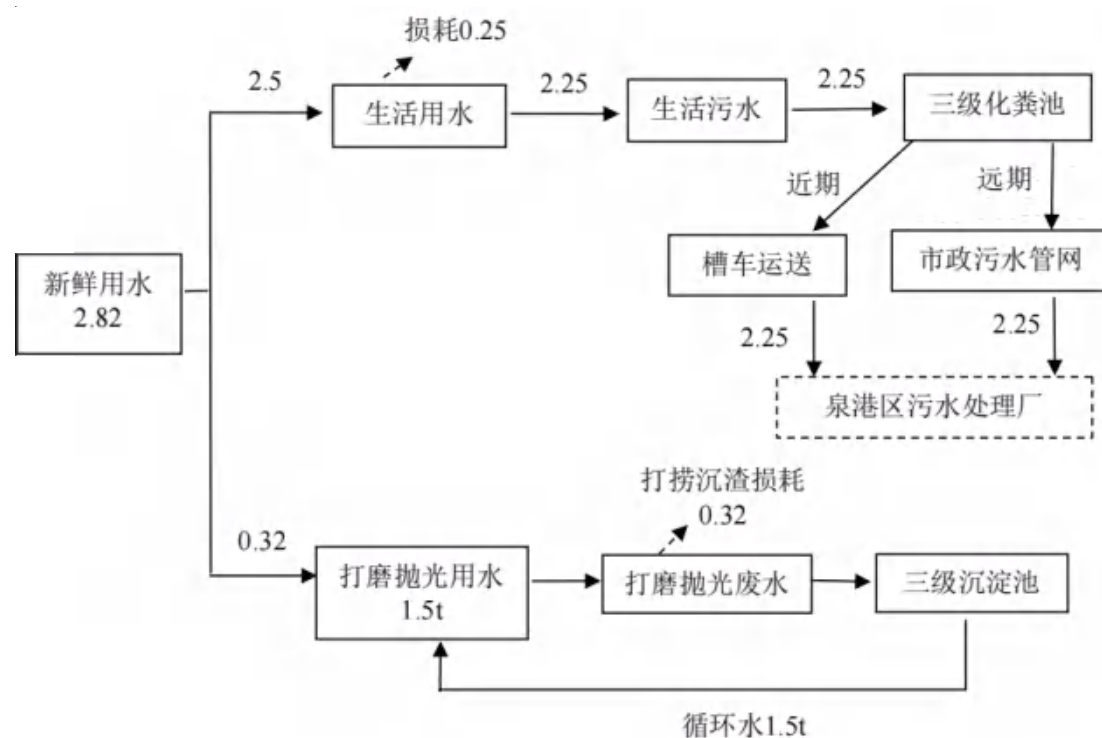 损耗0.25
2.5
生活用水
2.25
生活污水
2.25
三级化粪池
近期
远期
槽车运送
市政污水管网
2.25
2.25
泉港区污水处理厂
新鲜用水
2.82
打捞沉渣损耗
0.32
0.32
打磨抛光用水
1.5t
打磨抛光废水
三级沉淀池
循环水1.5t